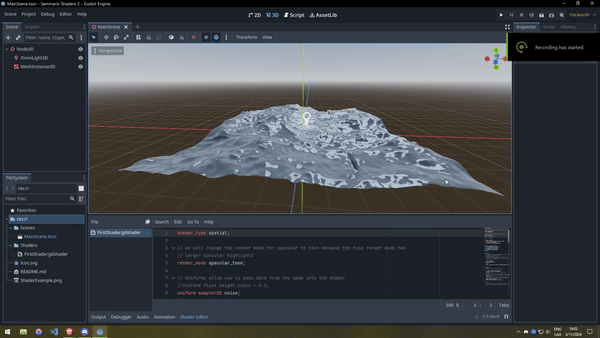 MainScene.tscn - Seminario Shaders 2 - Godot Engine
Scene Project Debug Editor Help
2D 3D Script AssetLib
Forward+
Scene Import
MainScene
Inspector Node History
Filter: name, t:type,
Transform View
Node3D
OmniLight3D
MeshInstance3D
Perspective
Recording has started
FileSystem
res://
Filter Files
Favorites:
res://
Scenes
MainScene.tscn
Shaders
FirstShader.gdshader
icon.svg
README.md
ShaderExample.png
File Search Edit Go To Help
FirstShader.gdshader
1 shader_type spatial;
2
3 // We will change the render mode for specular to toon because the toon render mode has
4 // larger specular highlights
5 render_mode specular_toon;
6
7 // Uniforms allow you to pass data from the game into the shader
8 //uniform float height_scale = 0.5;
9 uniform sampler2D noise;
100 % 1 : 1 Tabs
Output Debugger Audio Animation Shader Editor
ENG
LAA
19:03
5/11/2024